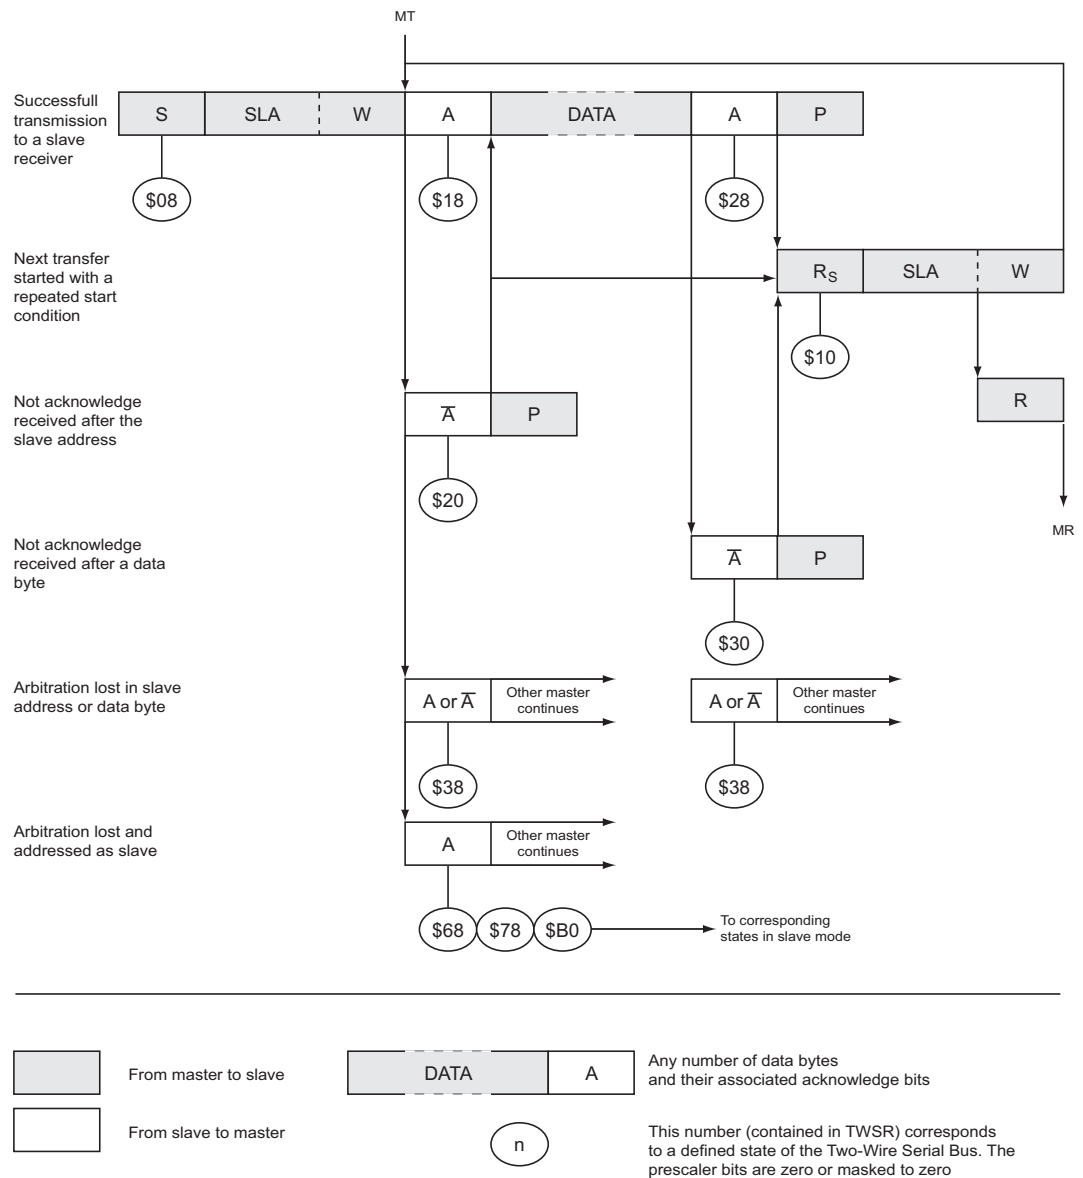 MT
Successfull
transmission
to a slave
receiver
S SLA W A DATA A P
$08 $18 $28
Next transfer
started with a
repeated start
condition
RS SLA W
$10
Not acknowledge
received after the
slave address
A̅ P
R
$20
MR
Not acknowledge
received after a data
byte
A̅ P
$30
Arbitration lost in slave
address or data byte
A or A̅
Other master
continues
A or A̅
Other master
continues
$38 $38
Arbitration lost and
addressed as slave
A
Other master
continues
$68 $78 $B0
To corresponding
states in slave mode
From master to slave
DATA A
Any number of data bytes
and their associated acknowledge bits
From slave to master
n
This number (contained in TWSR) corresponds
to a defined state of the Two-Wire Serial Bus. The
prescaler bits are zero or masked to zero